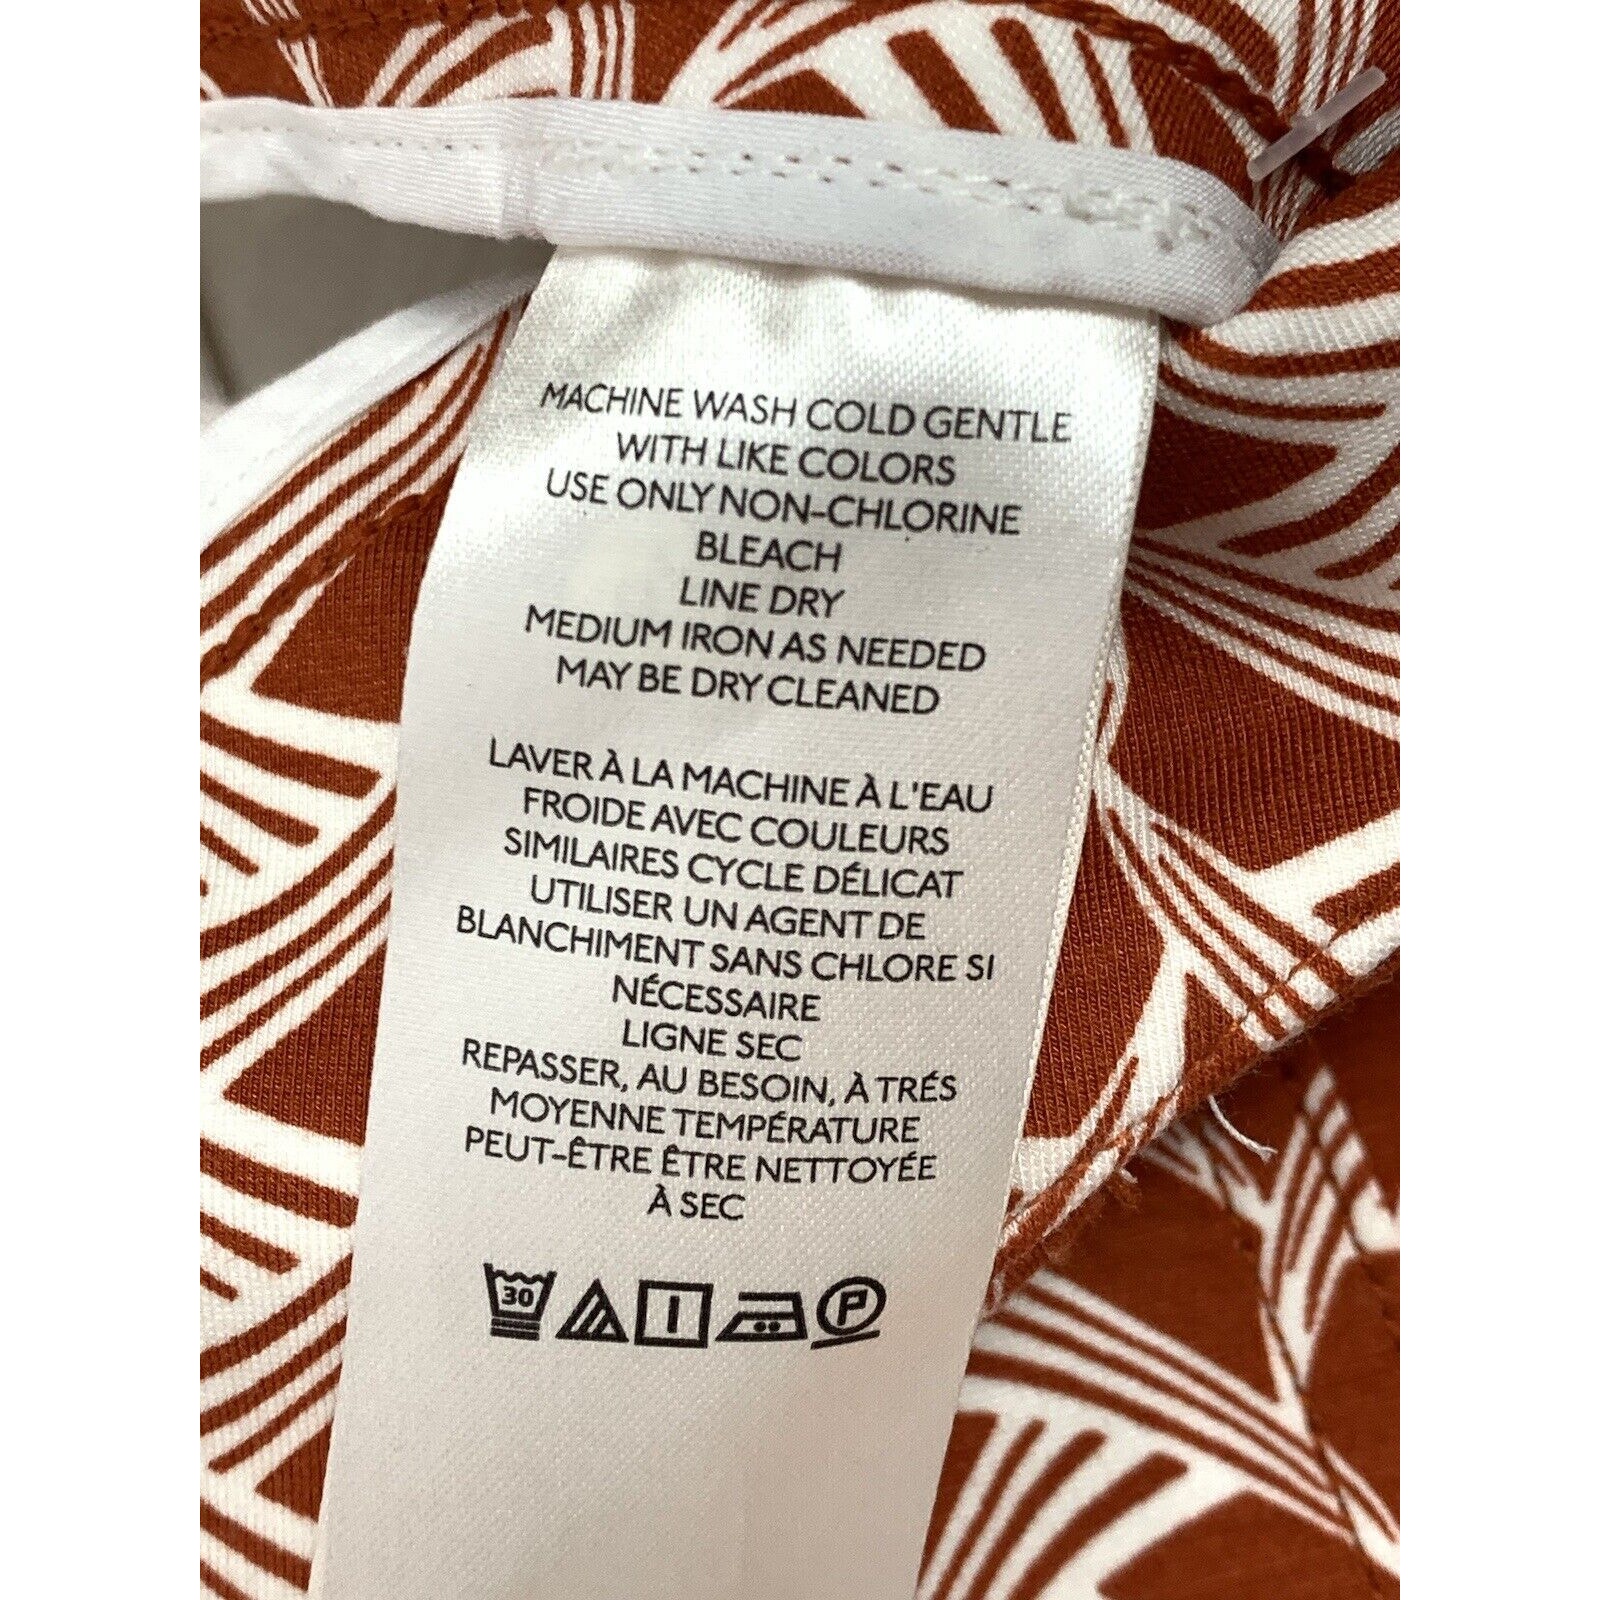 MACHINE WASH COLD GENTLE
WITH LIKE COLORS
USE ONLY NON-CHLORINE
BLEACH
LINE DRY
MEDIUM IRON AS NEEDED
MAY BE DRY CLEANED
LAVER À LA MACHINE À L'EAU
FROIDE AVEC COULEURS
SIMILAIRES CYCLE DÉLICAT
UTILISER UN AGENT DE
BLANCHIMENT SANS CHLORE SI
NÉCESSAIRE
LIGNE SEC
REPASSER, AU BESOIN, À TRÉS
MOYENNE TEMPÉRATURE
PEUT-ÊTRE ÊTRE NETTOYÉE
À SEC
30 P